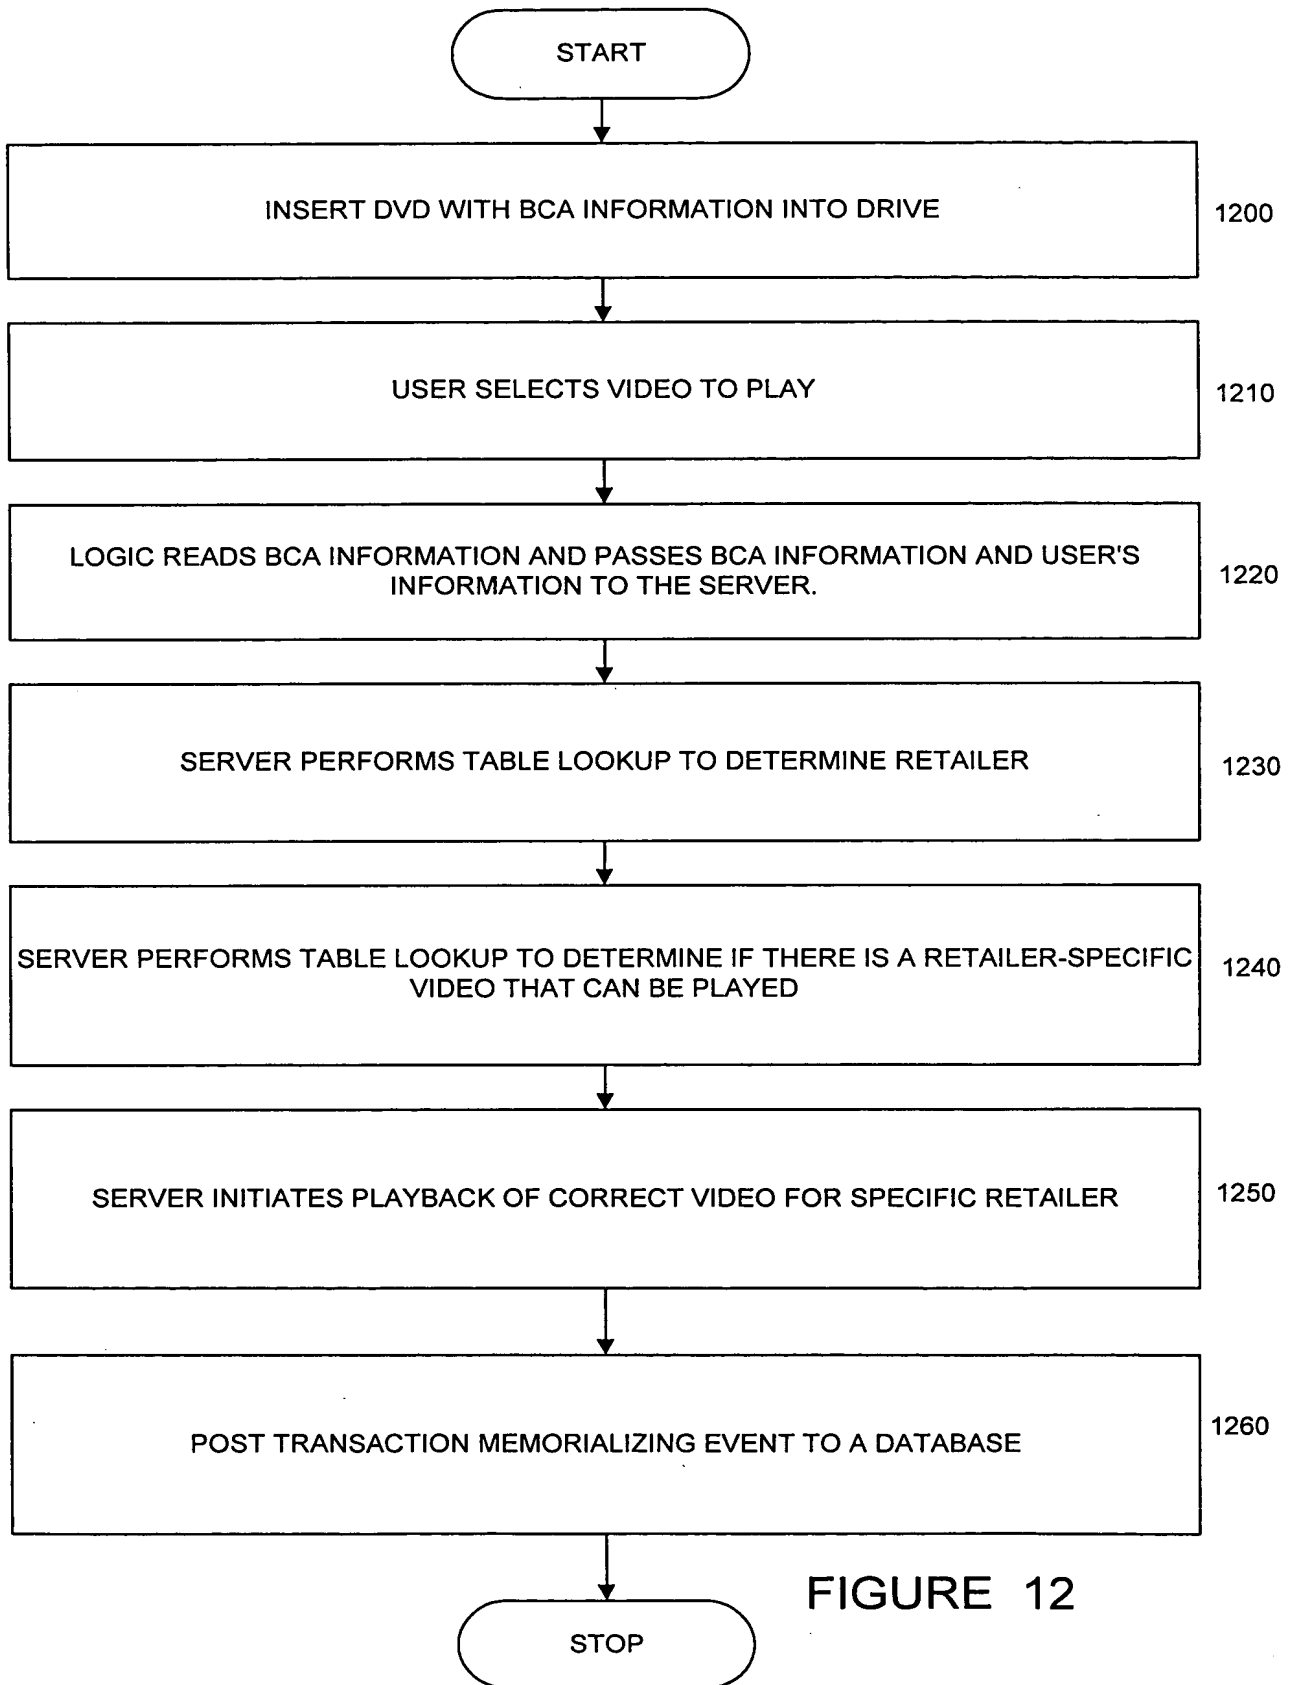 START
INSERT DVD WITH BCA INFORMATION INTO DRIVE
1200
USER SELECTS VIDEO TO PLAY
1210
LOGIC READS BCA INFORMATION AND PASSES BCA INFORMATION AND USER'S
INFORMATION TO THE SERVER.
1220
SERVER PERFORMS TABLE LOOKUP TO DETERMINE RETAILER
1230
SERVER PERFORMS TABLE LOOKUP TO DETERMINE IF THERE IS A RETAILER-SPECIFIC
VIDEO THAT CAN BE PLAYED
1240
SERVER INITIATES PLAYBACK OF CORRECT VIDEO FOR SPECIFIC RETAILER
1250
POST TRANSACTION MEMORIALIZING EVENT TO A DATABASE
1260
FIGURE 12
STOP